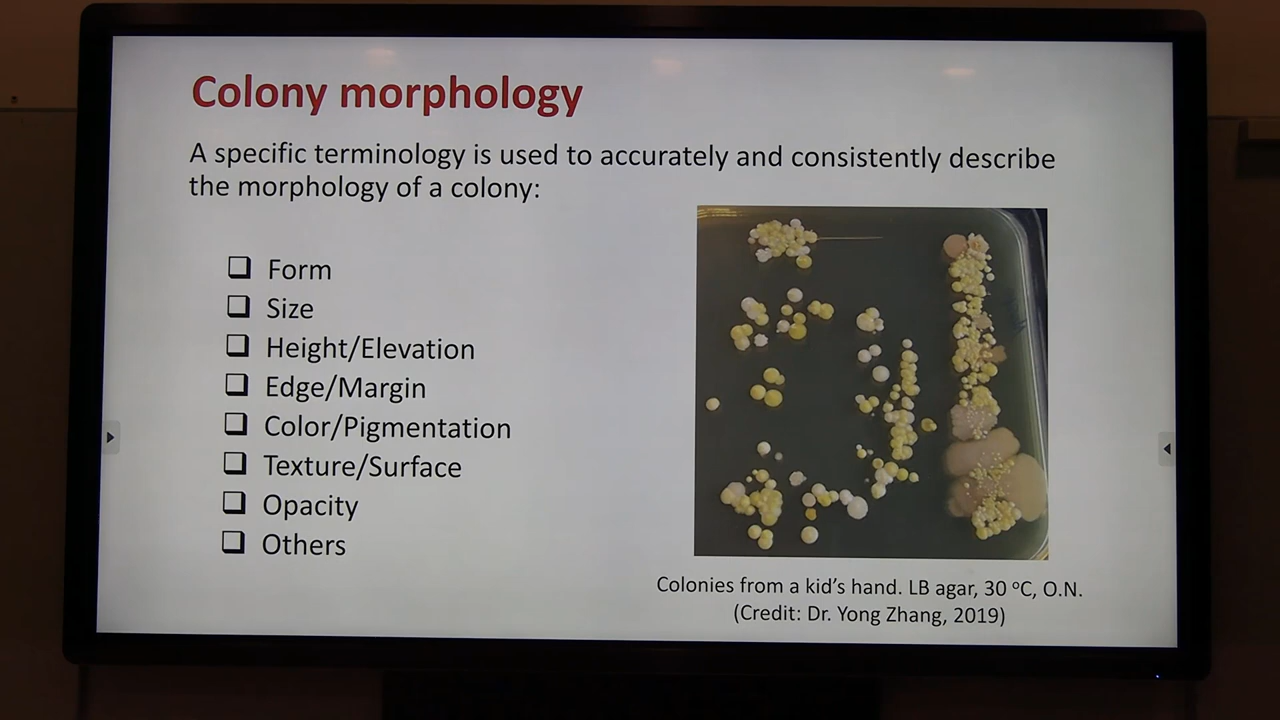 Colony morphology
A specific terminology is used to accurately and consistently describe
the morphology of a colony:
Form
Size
Height/Elevation
Edge/Margin
Color/Pigmentation
Texture/Surface
Opacity
Others
Colonies from a kid's hand. LB agar, 30 ºC, O.N.
(Credit: Dr. Yong Zhang, 2019)